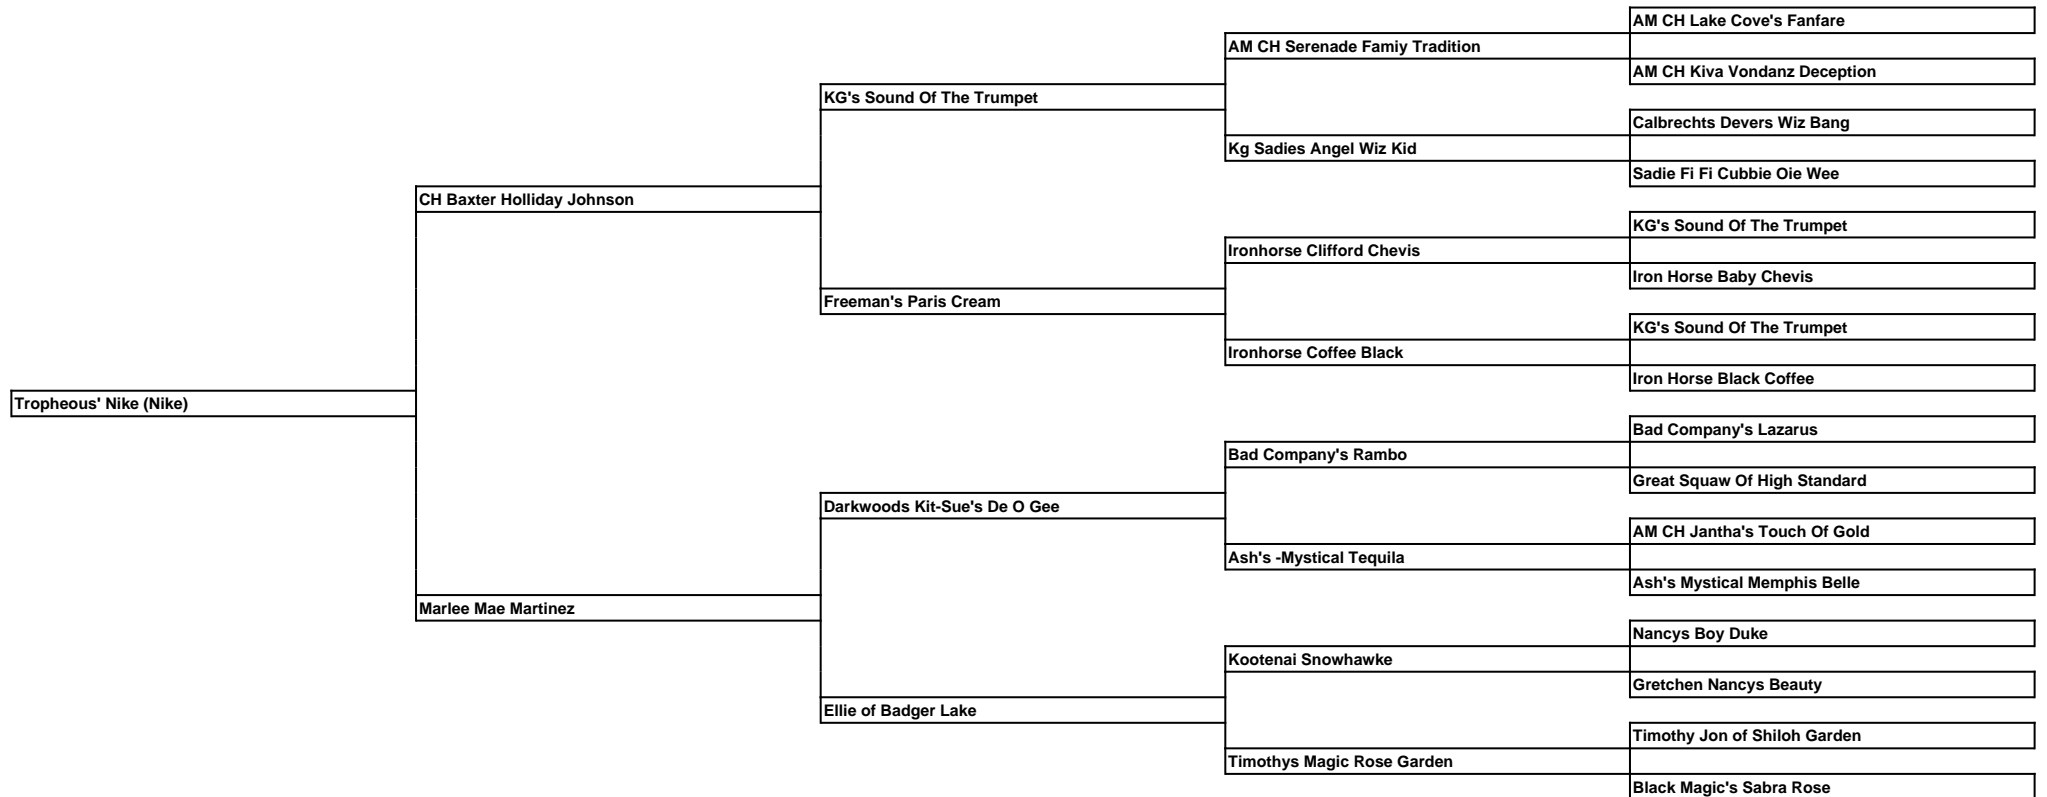 AM CH Lake Cove's Fanfare
AM CH Serenade Famiy Tradition
AM CH Kiva Vondanz Deception
KG's Sound Of The Trumpet
Calbrechts Devers Wiz Bang
Kg Sadies Angel Wiz Kid
Sadie Fi Fi Cubbie Oie Wee
CH Baxter Holliday Johnson
KG's Sound Of The Trumpet
Ironhorse Clifford Chevis
Iron Horse Baby Chevis
Freeman's Paris Cream
KG's Sound Of The Trumpet
Ironhorse Coffee Black
Iron Horse Black Coffee
Tropheous' Nike (Nike)
Bad Company's Lazarus
Bad Company's Rambo
Great Squaw Of High Standard
Darkwoods Kit-Sue's De O Gee
AM CH Jantha's Touch Of Gold
Ash's -Mystical Tequila
Ash's Mystical Memphis Belle
Marlee Mae Martinez
Nancys Boy Duke
Kootenai Snowhawke
Gretchen Nancys Beauty
Ellie of Badger Lake
Timothy Jon of Shiloh Garden
Timothys Magic Rose Garden
Black Magic's Sabra Rose